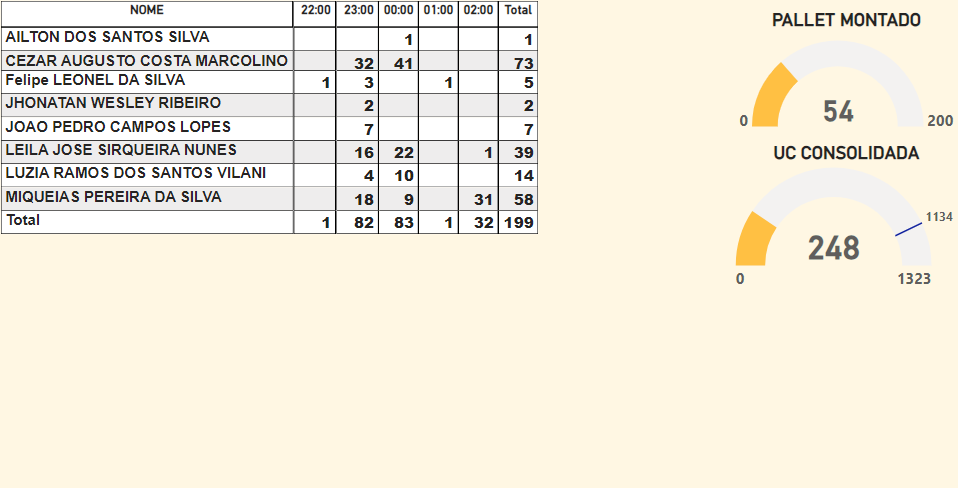 NOME 22:00 23:00 00:00 01:00 02:00 Total
AILTON DOS SANTOS SILVA 1 1
CEZAR AUGUSTO COSTA MARCOLINO 32 41 73
Felipe LEONEL DA SILVA 1 3 1 5
JHONATAN WESLEY RIBEIRO 2 2
JOAO PEDRO CAMPOS LOPES 7 7
LEILA JOSE SIRQUEIRA NUNES 16 22 1 39
LUZIA RAMOS DOS SANTOS VILANI 4 10 14
MIQUEIAS PEREIRA DA SILVA 18 9 31 58
Total 1 82 83 1 32 199
PALLET MONTADO
54
0 200
UC CONSOLIDADA
1134
248
0 1323